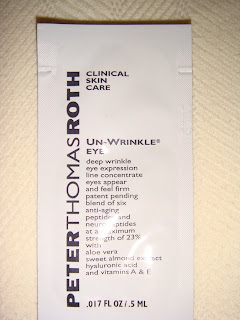 PETERTHOMASROTH
CLINICAL
SKIN
CARE
UN-WRINKLE®
EYE
deep wrinkle
eye expression
line concentrate
eyes appear
and feel firm
patent pending
blend of six
anti-aging
peptides and
neuropeptides
at a maximum
strength of 23%
with
aloe vera
sweet almond extract
hyaluronic acid
and vitamins A & E
.017 FL OZ/.5 ML